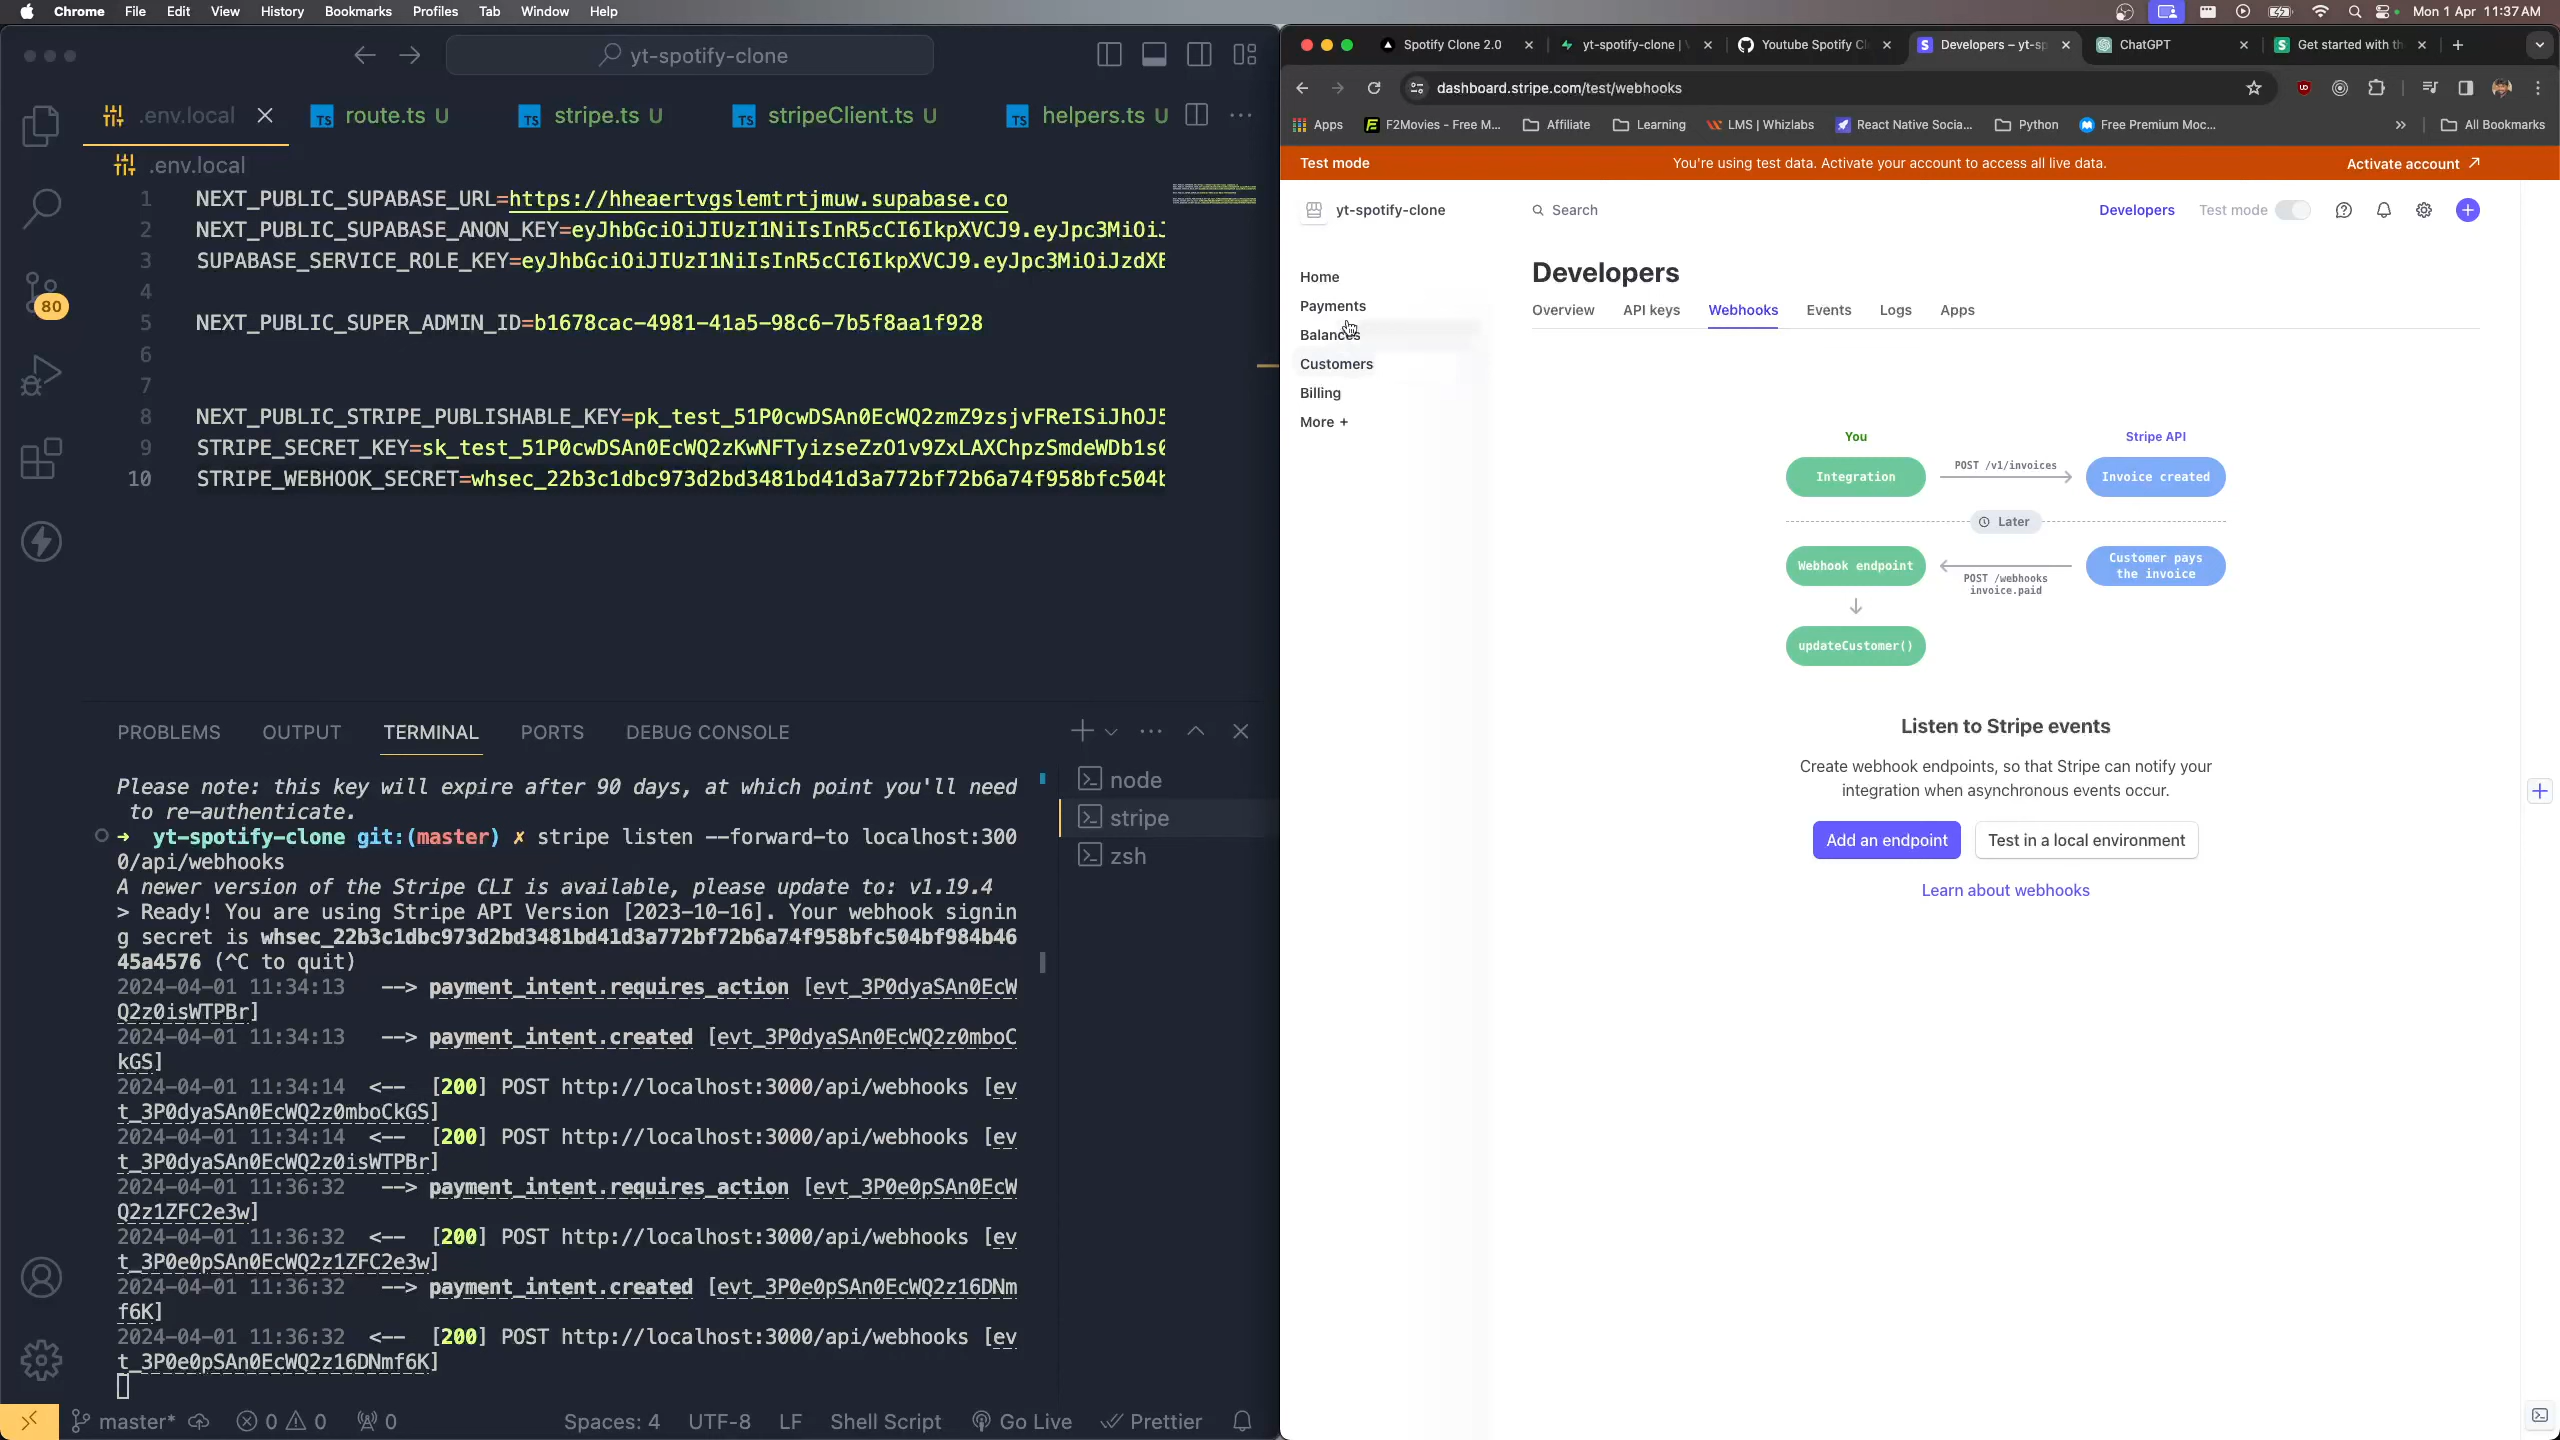 Chrome File Edit View History Bookmarks Profiles Tab Window Help
Mon 1 Apr 11:37 AM
yt-spotify-clone
.env.local route.ts U stripe.ts U stripeClient.ts U helpers.ts U
.env.local
1 NEXT_PUBLIC_SUPABASE_URL=https://hheaertvgslemtrtjmuw.supabase.co
2 NEXT_PUBLIC_SUPABASE_ANON_KEY=eyJhbGciOiJIUzI1NiIsInR5cCI6IkpXVCJ9.eyJpc3MiOiJ
3 SUPABASE_SERVICE_ROLE_KEY=eyJhbGciOiJIUzI1NiIsInR5cCI6IkpXVCJ9.eyJpc3MiOiJzdXB
4
5 NEXT_PUBLIC_SUPER_ADMIN_ID=b1678cac-4981-41a5-98c6-7b5f8aa1f928
6
7
8 NEXT_PUBLIC_STRIPE_PUBLISHABLE_KEY=pk_test_51P0cwDSAn0EcWQ2zmZ9zsjvFReISiJhOJ5
9 STRIPE_SECRET_KEY=sk_test_51P0cwDSAn0EcWQ2zKwNFTyizseZzO1v9ZxLAXChpzSmdeWDb1s0
10 STRIPE_WEBHOOK_SECRET=whsec_22b3c1dbc973d2bd3481bd41d3a772bf72b6a74f958bfc504b
80
PROBLEMS OUTPUT TERMINAL PORTS DEBUG CONSOLE
node
stripe
zsh
Please note: this key will expire after 90 days, at which point you'll need
to re-authenticate.
➜ yt-spotify-clone git:(master) ✗ stripe listen --forward-to localhost:300
0/api/webhooks
A newer version of the Stripe CLI is available, please update to: v1.19.4
> Ready! You are using Stripe API Version [2023-10-16]. Your webhook signin
g secret is whsec_22b3c1dbc973d2bd3481bd41d3a772bf72b6a74f958bfc504bf984b46
45a4576 (^C to quit)
2024-04-01 11:34:13 --> payment_intent.requires_action [evt_3P0dyaSAn0EcW
Q2z0isWTPBr]
2024-04-01 11:34:13 --> payment_intent.created [evt_3P0dyaSAn0EcWQ2z0mboC
kGS]
2024-04-01 11:34:14 <-- [200] POST http://localhost:3000/api/webhooks [ev
t_3P0dyaSAn0EcWQ2z0mboCkGS]
2024-04-01 11:34:14 <-- [200] POST http://localhost:3000/api/webhooks [ev
t_3P0dyaSAn0EcWQ2z0isWTPBr]
2024-04-01 11:36:32 --> payment_intent.requires_action [evt_3P0e0pSAn0EcW
Q2z1ZFC2e3w]
2024-04-01 11:36:32 <-- [200] POST http://localhost:3000/api/webhooks [ev
t_3P0e0pSAn0EcWQ2z1ZFC2e3w]
2024-04-01 11:36:32 --> payment_intent.created [evt_3P0e0pSAn0EcWQ2z16DNm
f6K]
2024-04-01 11:36:32 <-- [200] POST http://localhost:3000/api/webhooks [ev
t_3P0e0pSAn0EcWQ2z16DNmf6K]
master* 0 0 0 Spaces: 4 UTF-8 LF Shell Script Go Live Prettier
Spotify Clone 2.0 yt-spotify-clone | Youtube Spotify Cl Developers – yt-sp ChatGPT Get started with th
dashboard.stripe.com/test/webhooks
Apps F2Movies - Free M... Affiliate Learning LMS | Whizlabs React Native Socia... Python Free Premium Moc... » All Bookmarks
Test mode You're using test data. Activate your account to access all live data. Activate account
yt-spotify-clone Search Developers Test mode
Home
Payments
Balances
Customers
Billing
More +
Developers
Overview API keys Webhooks Events Logs Apps
You Stripe API
Integration POST /v1/invoices Invoice created
Later
Webhook endpoint POST /webhooks invoice.paid Customer pays the invoice
updateCustomer()
Listen to Stripe events
Create webhook endpoints, so that Stripe can notify your
integration when asynchronous events occur.
Add an endpoint Test in a local environment
Learn about webhooks